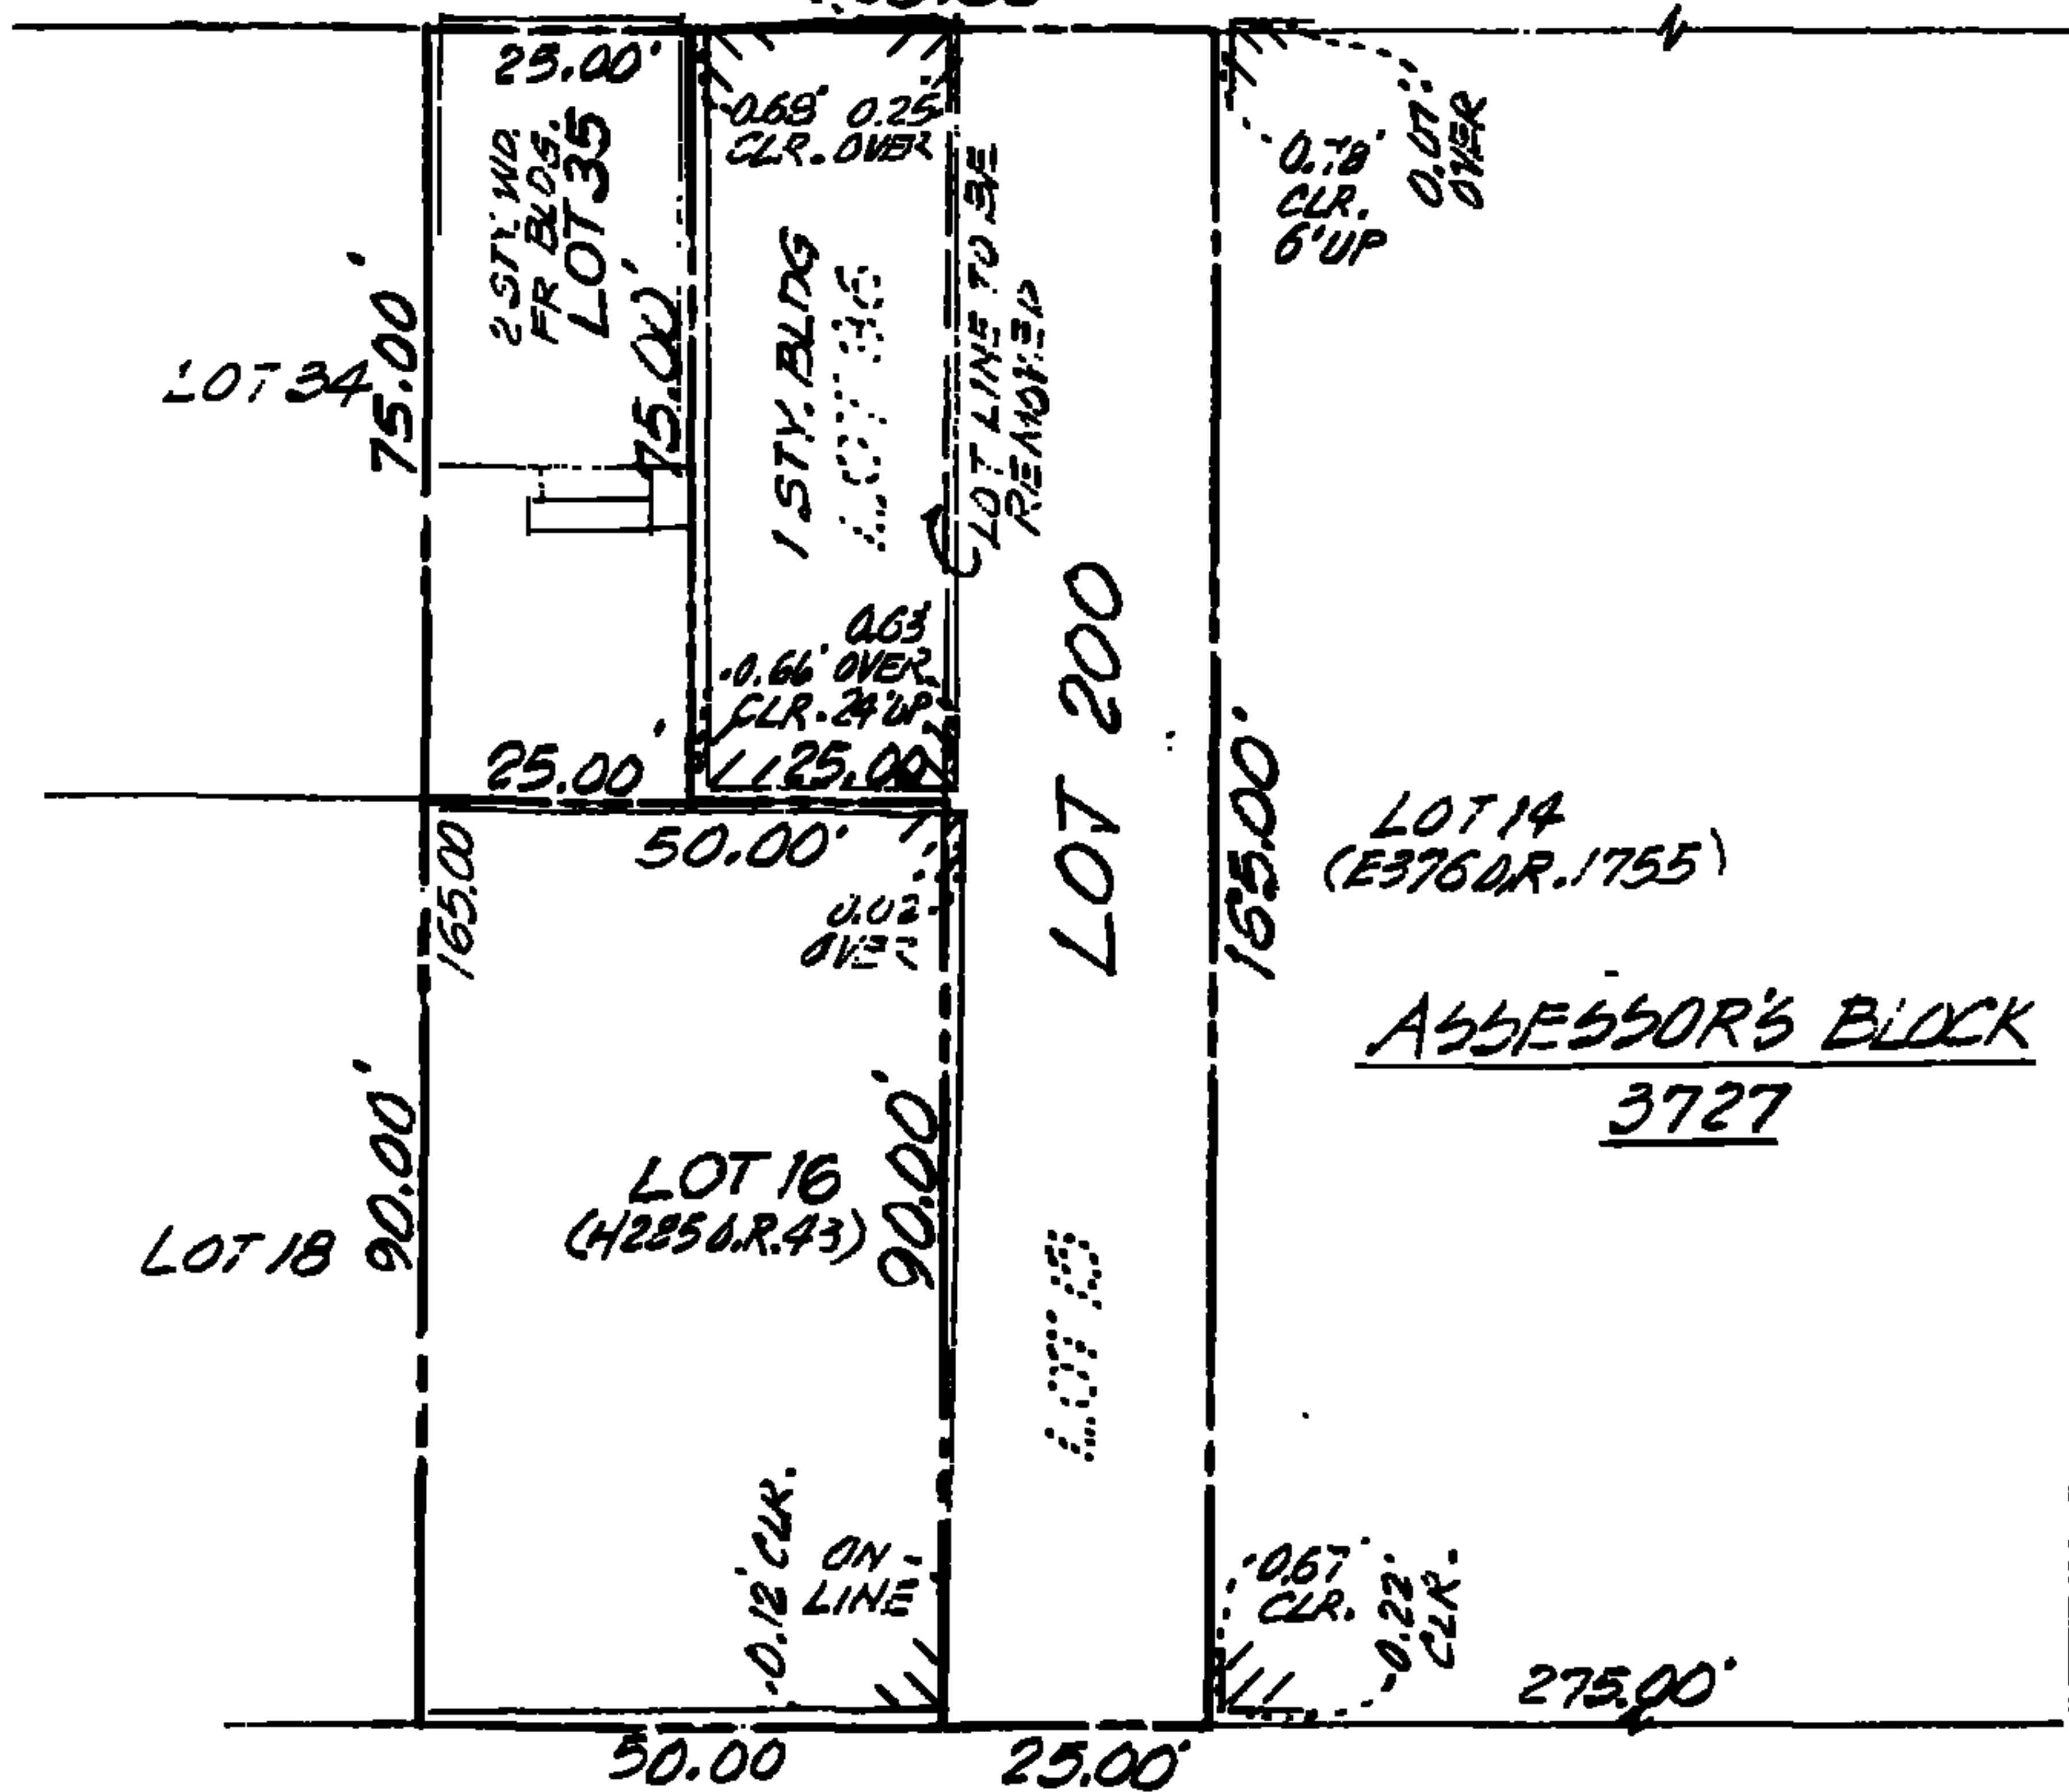 25.00'
0.68' 0.25'
CLR. OVER
0.07'
OVER
0.78'
CLR.
6' UP
2 STY. WD.
FR BLDG.
LOT 35
75.00'
LOT 34
75.00'
1 STY. BLDG
LOT LINE TO BE
REMOVED
0.03'
0.66' OVER
CLR. 24' UP
25.00'
25.00'
50.00'
LOT 200
165.00'
165.00
LOT 14
(E376 O.R. 1755)
0.02'
OVER
ASSESSOR'S BLOCK
3727
90.00'
90.00'
LOT 16
(H285 O.R. 43)
LOT 18
0.12' CLR.
ON
LINE
0.67'
CLR.
0.22'
CLR.
275.00'
50.00
25.00'